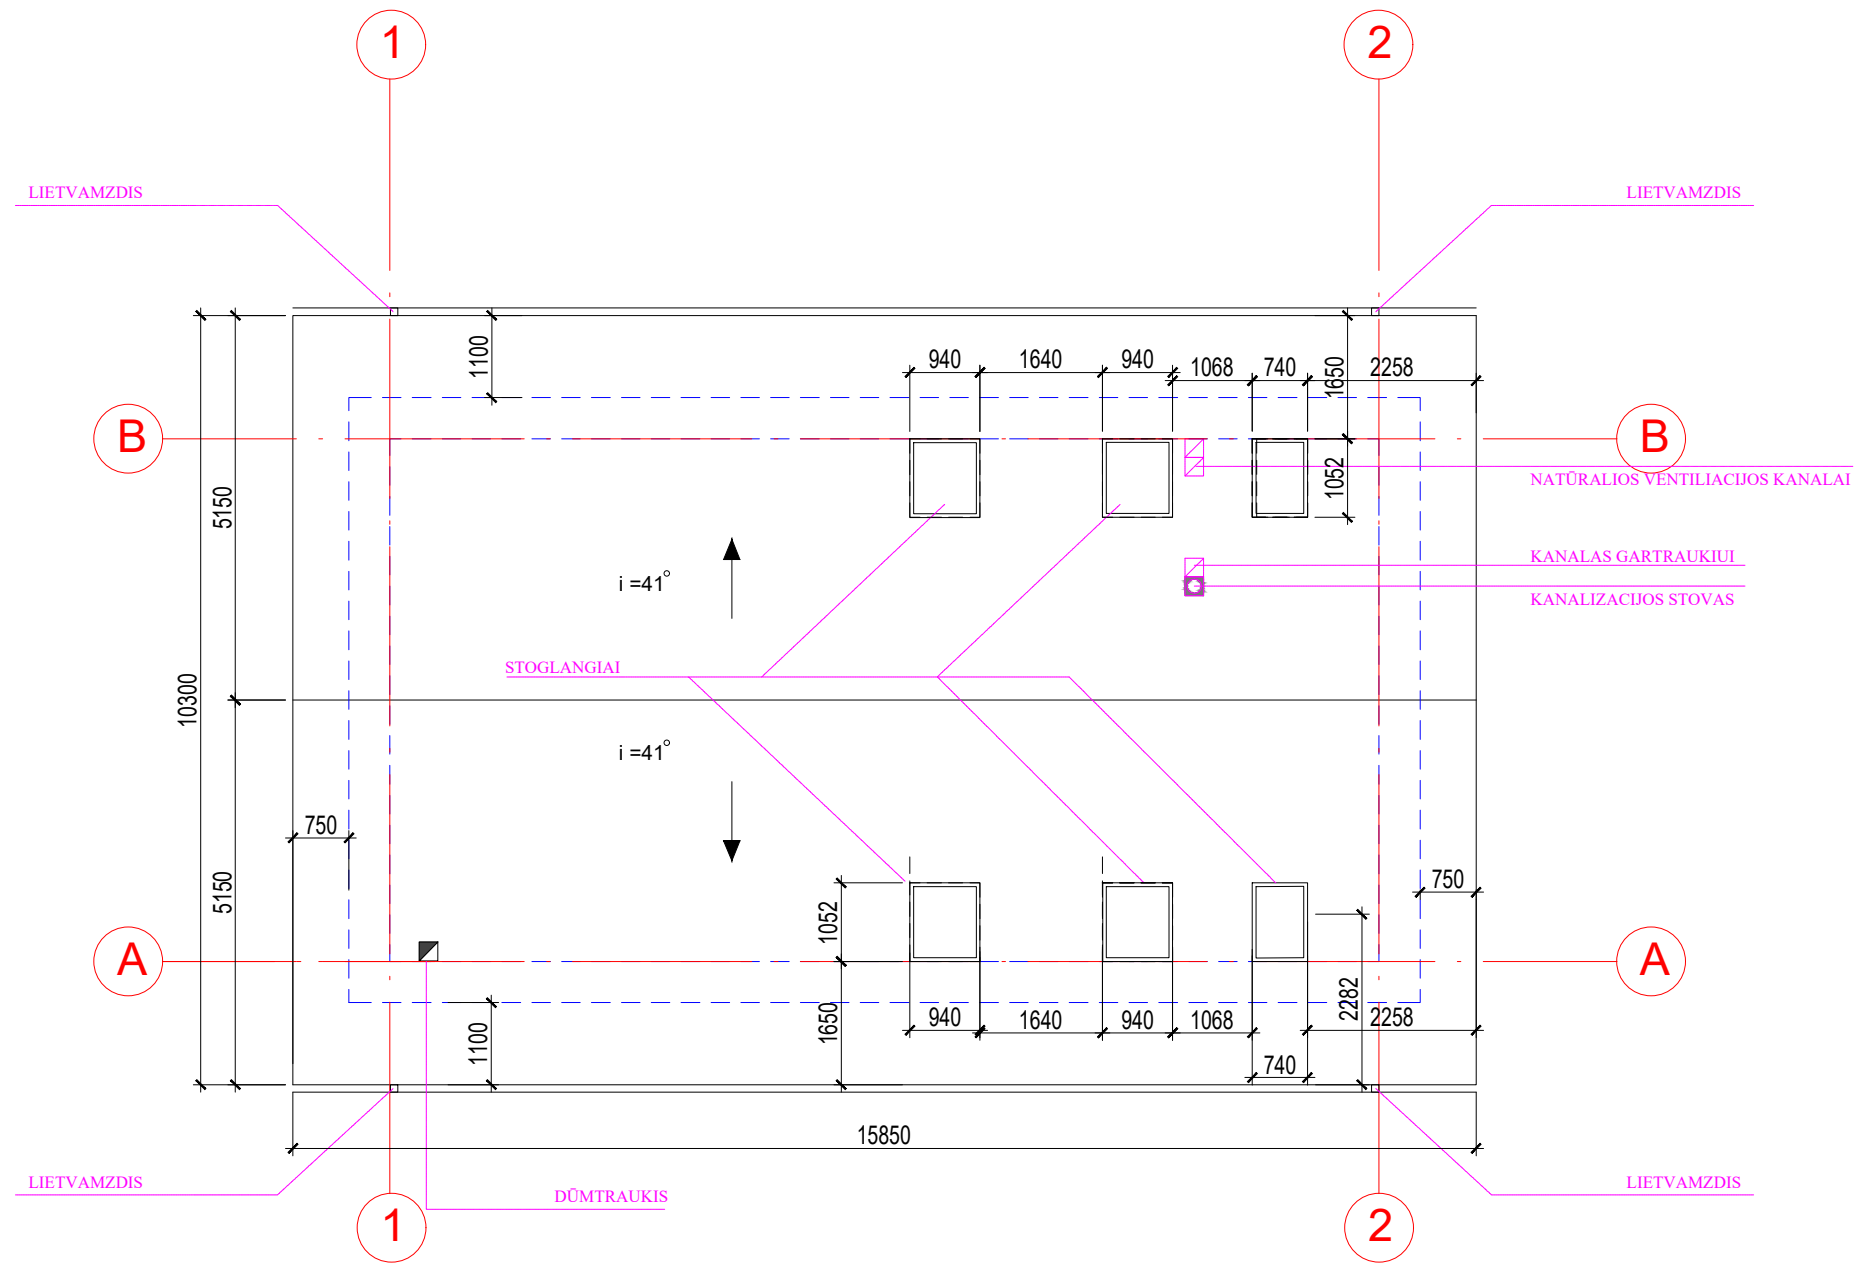 1
2
LIETVAMZDIS
LIETVAMZDIS
1100
940
1640
940
1068
740
1650
2258
B
B
1052
NATŪRALIOS VENTILIACIJOS KANALAI
5150
KANALAS GARTRAUKIUI
i =41°
KANALIZACIJOS STOVAS
STOGLANGIAI
10300
i =41°
750
750
5150
1052
A
A
2282
1650
940
1640
940
1068
2258
1100
740
15850
LIETVAMZDIS
DŪMTRAUKIS
LIETVAMZDIS
1
2